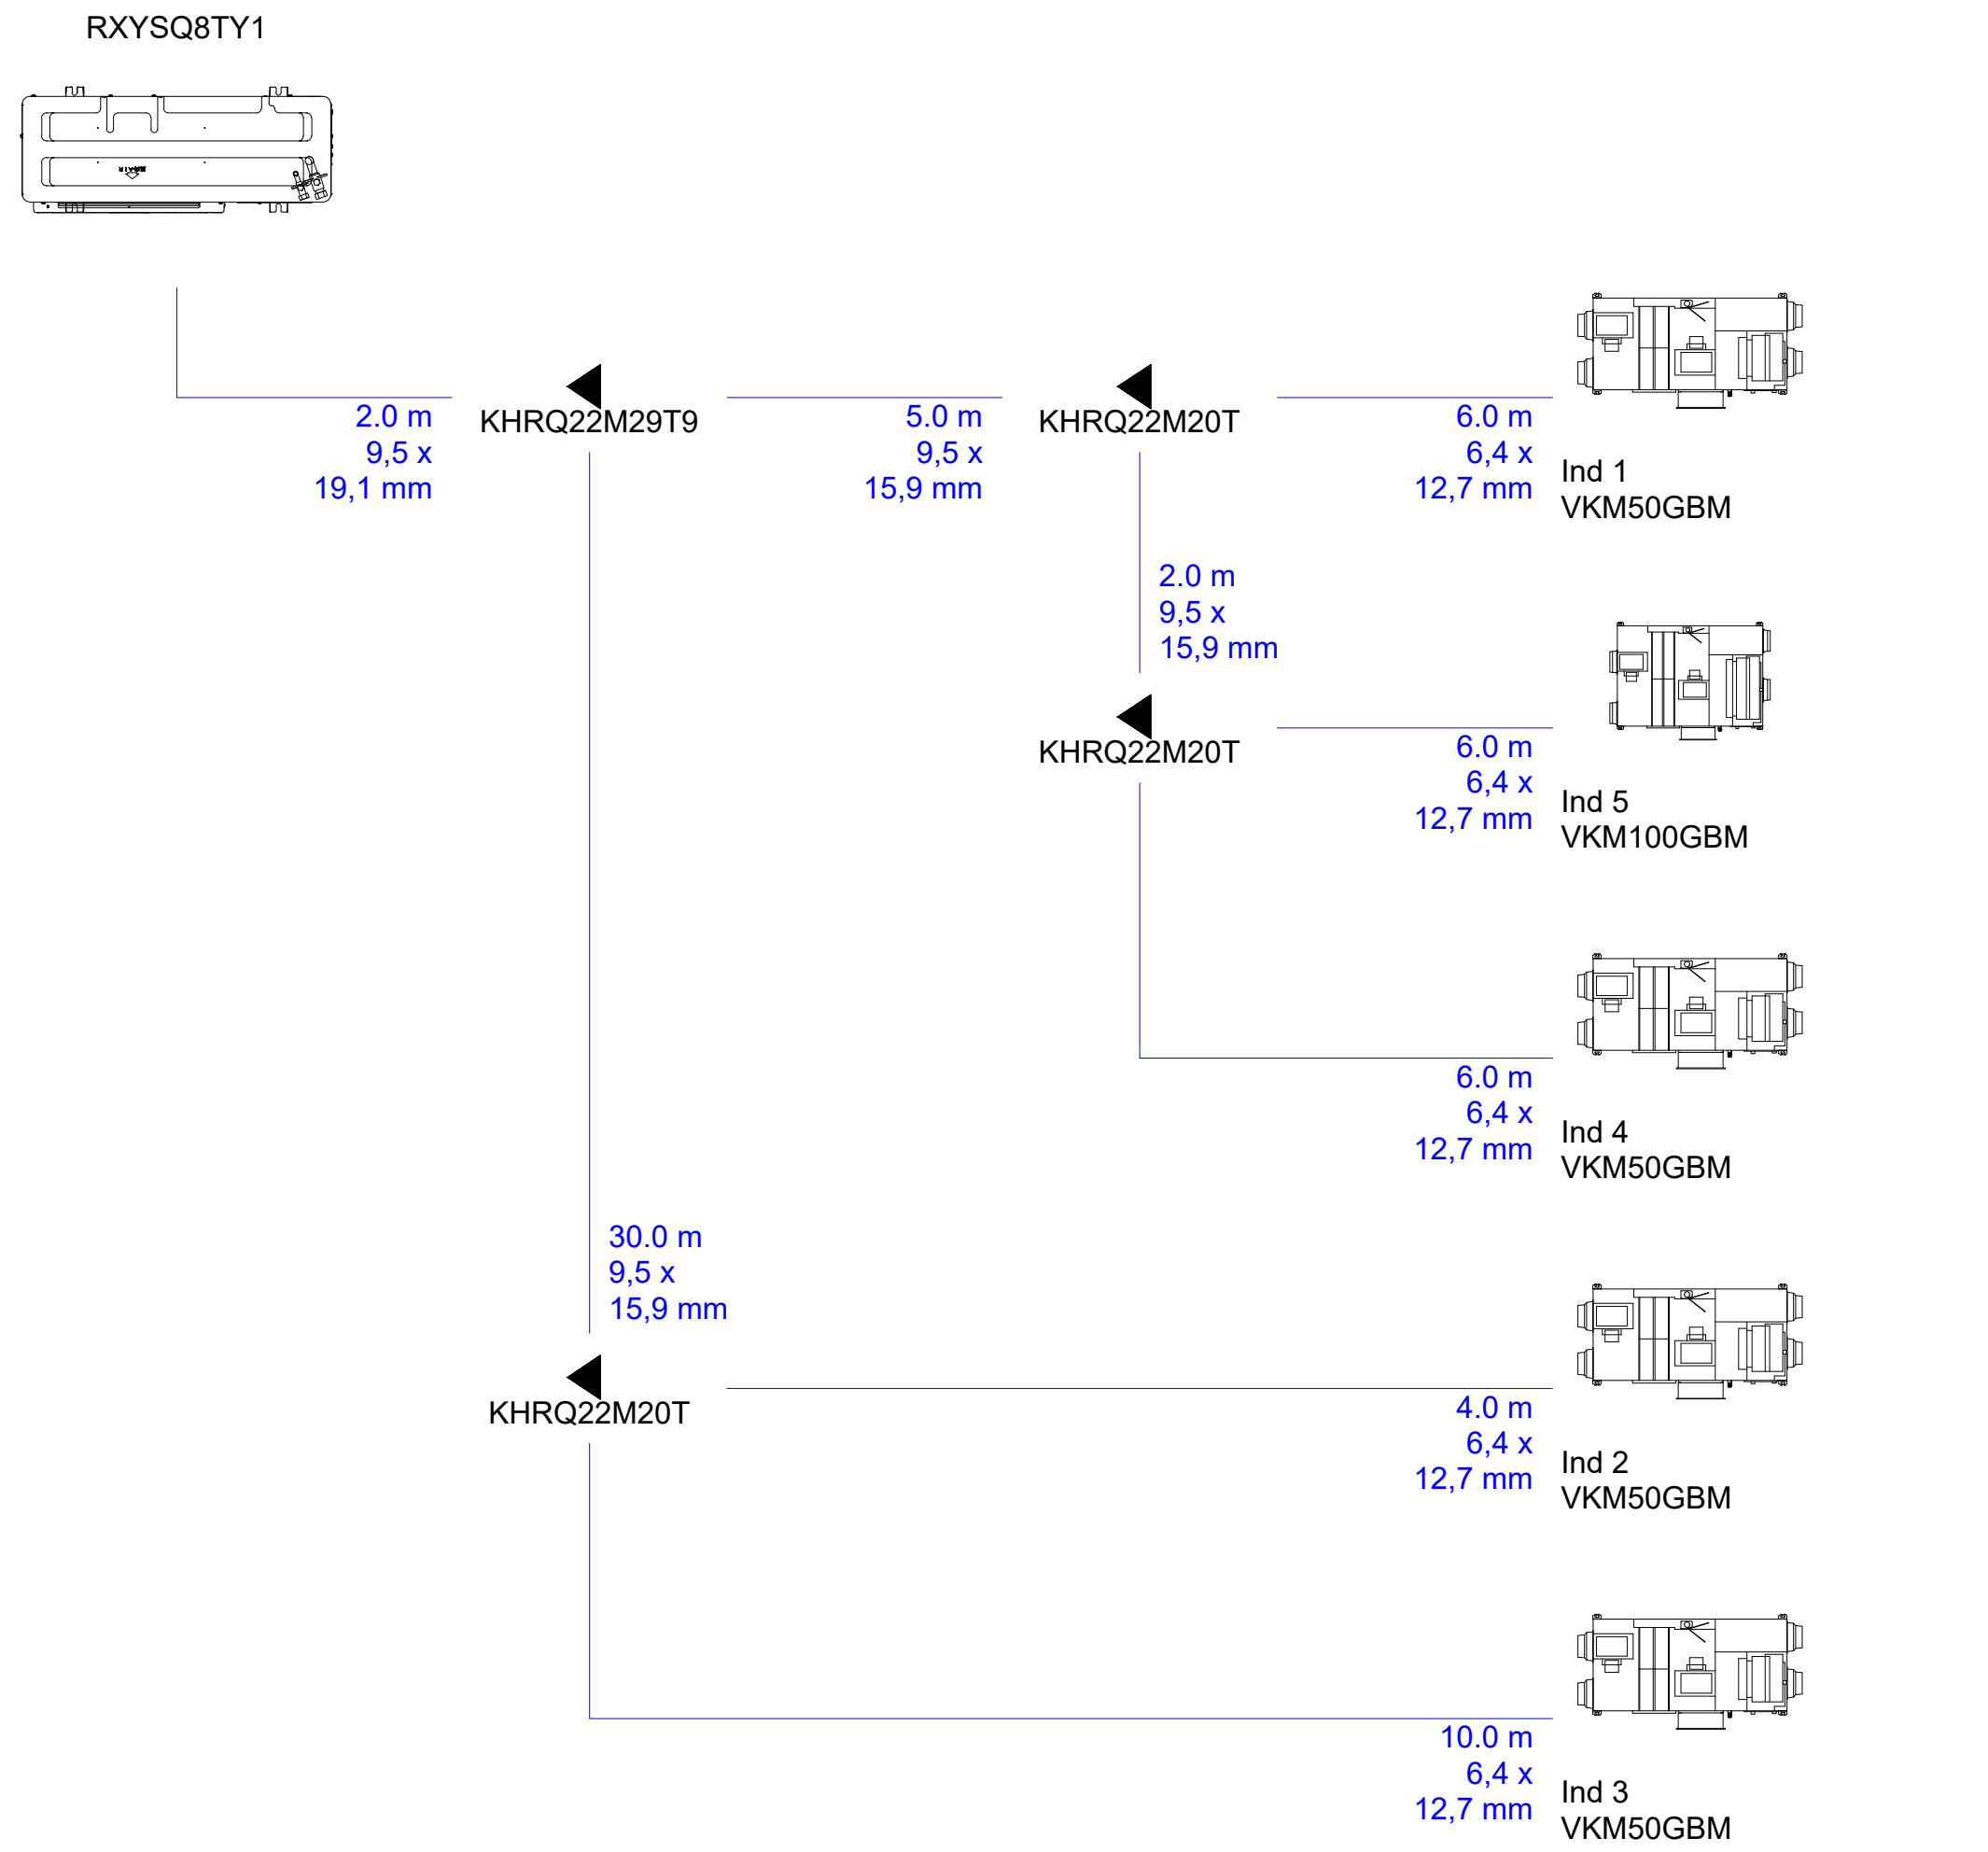 RXYSQ8TY1
2.0 m
9,5 x
19,1 mm
KHRQ22M29T9
5.0 m
9,5 x
15,9 mm
KHRQ22M20T
6.0 m
6,4 x
12,7 mm
Ind 1
VKM50GBM
2.0 m
9,5 x
15,9 mm
KHRQ22M20T
6.0 m
6,4 x
12,7 mm
Ind 5
VKM100GBM
6.0 m
6,4 x
12,7 mm
Ind 4
VKM50GBM
30.0 m
9,5 x
15,9 mm
KHRQ22M20T
4.0 m
6,4 x
12,7 mm
Ind 2
VKM50GBM
10.0 m
6,4 x
12,7 mm
Ind 3
VKM50GBM